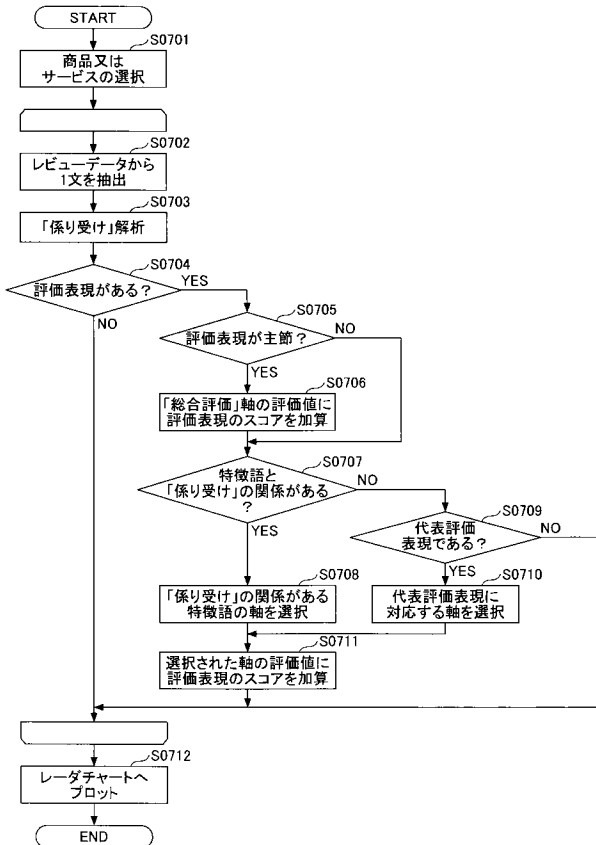 START
S0701
商品又は
サービスの選択
S0702
レビューデータから
1文を抽出
S0703
「係り受け」解析
S0704
評価表現がある?
YES
NO
S0705
評価表現が主節?
NO
YES
S0706
「総合評価」軸の評価値に
評価表現のスコアを加算
S0707
特徴語と
「係り受け」の関係がある
?
NO
YES
S0709
代表評価
表現である?
NO
YES
S0708
「係り受け」の関係がある
特徴語の軸を選択
S0710
代表評価表現に
対応する軸を選択
S0711
選択された軸の評価値に
評価表現のスコアを加算
S0712
レーダチャートへ
プロット
END